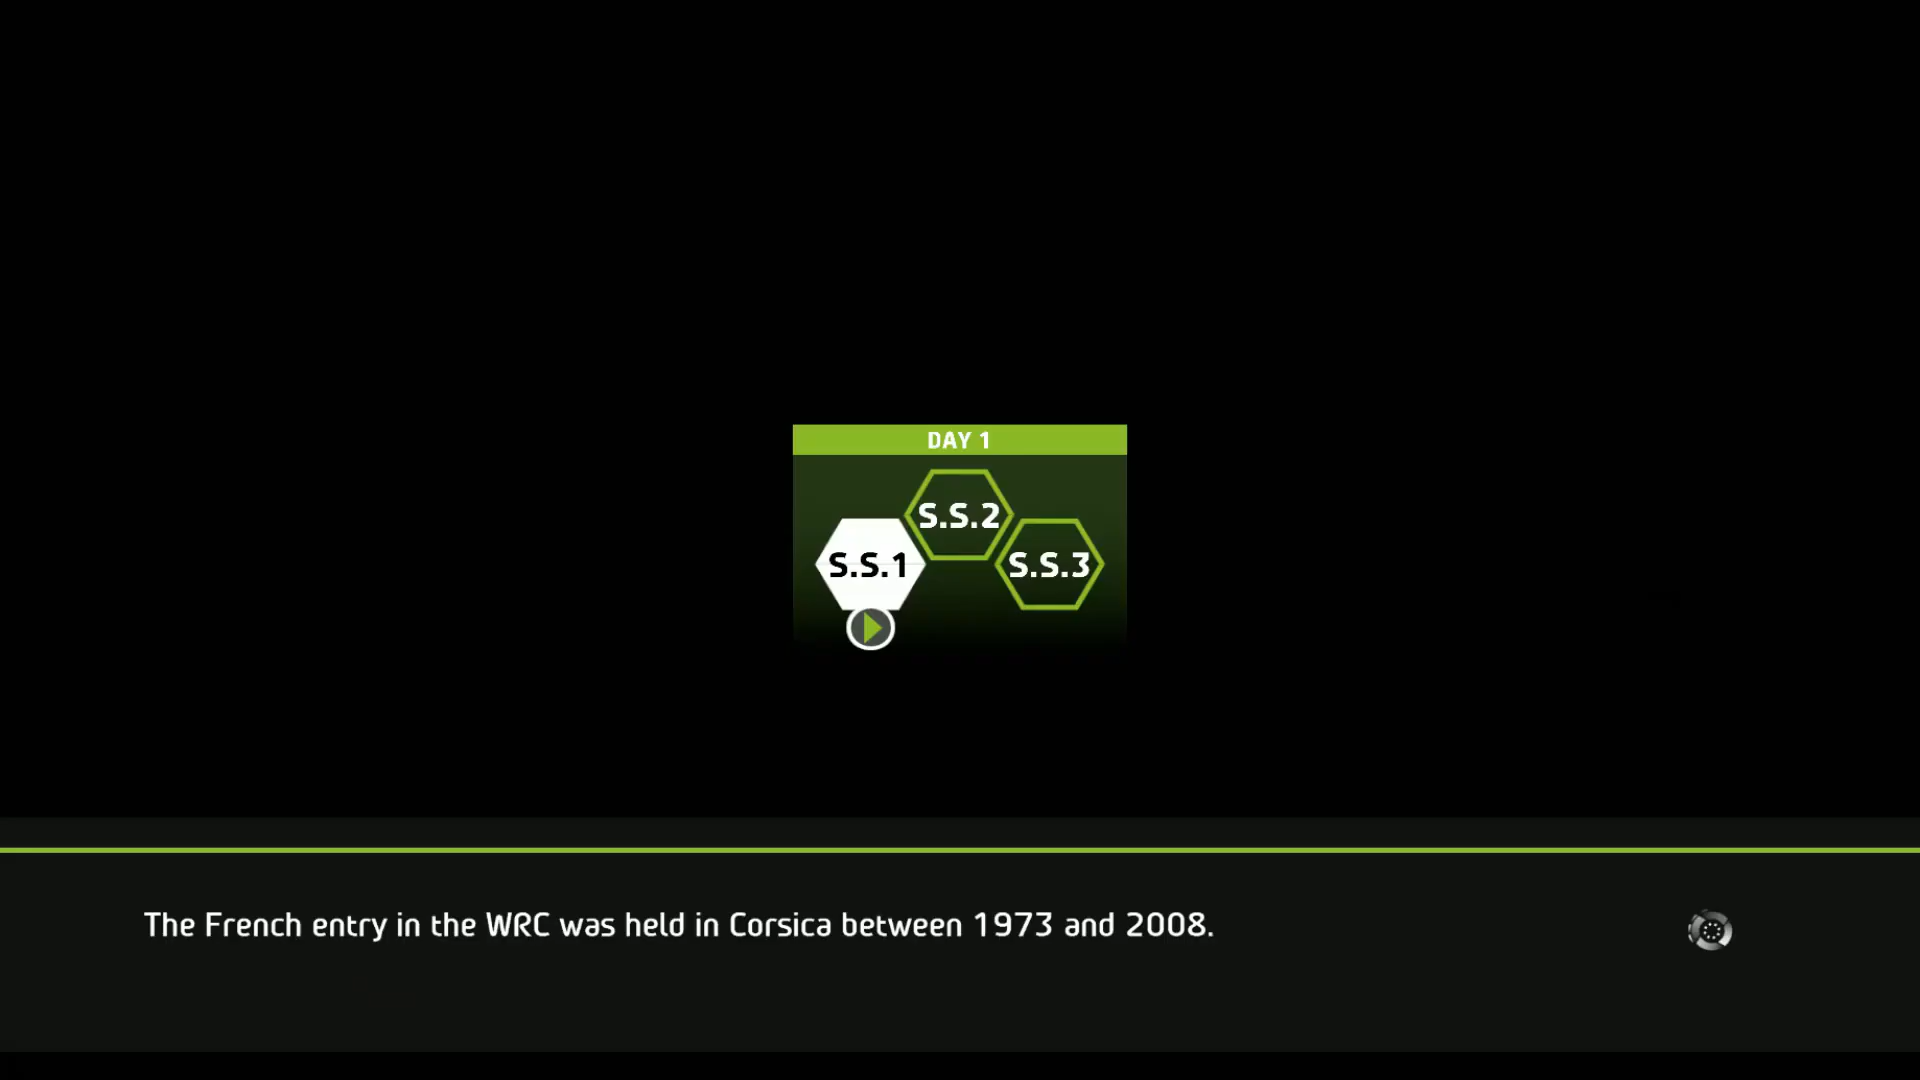 DAY 1
S.S.1
S.S.2
S.S.3
The French entry in the WRC was held in Corsica between 1973 and 2008.